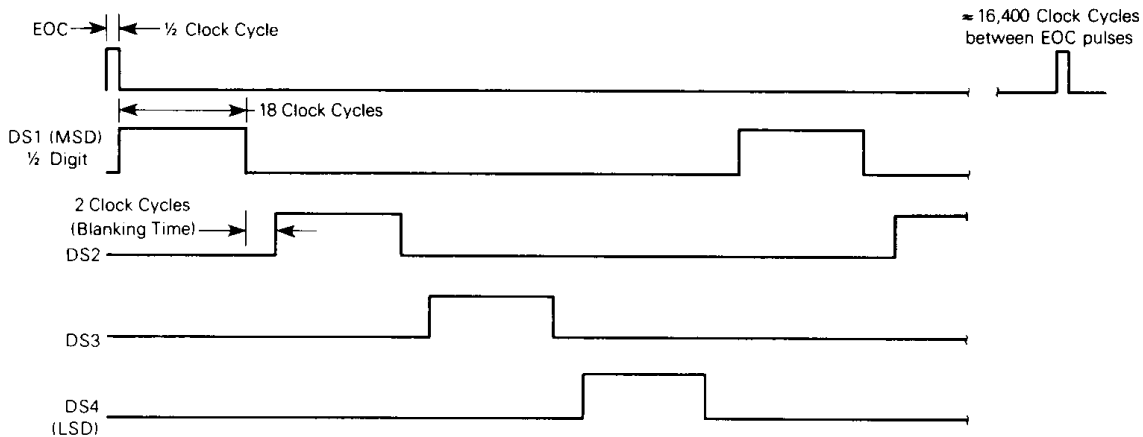 EOC
½ Clock Cycle
≈ 16,400 Clock Cycles
between EOC pulses
18 Clock Cycles
DS1 (MSD)
½ Digit
2 Clock Cycles
(Blanking Time)
DS2
DS3
DS4
(LSD)